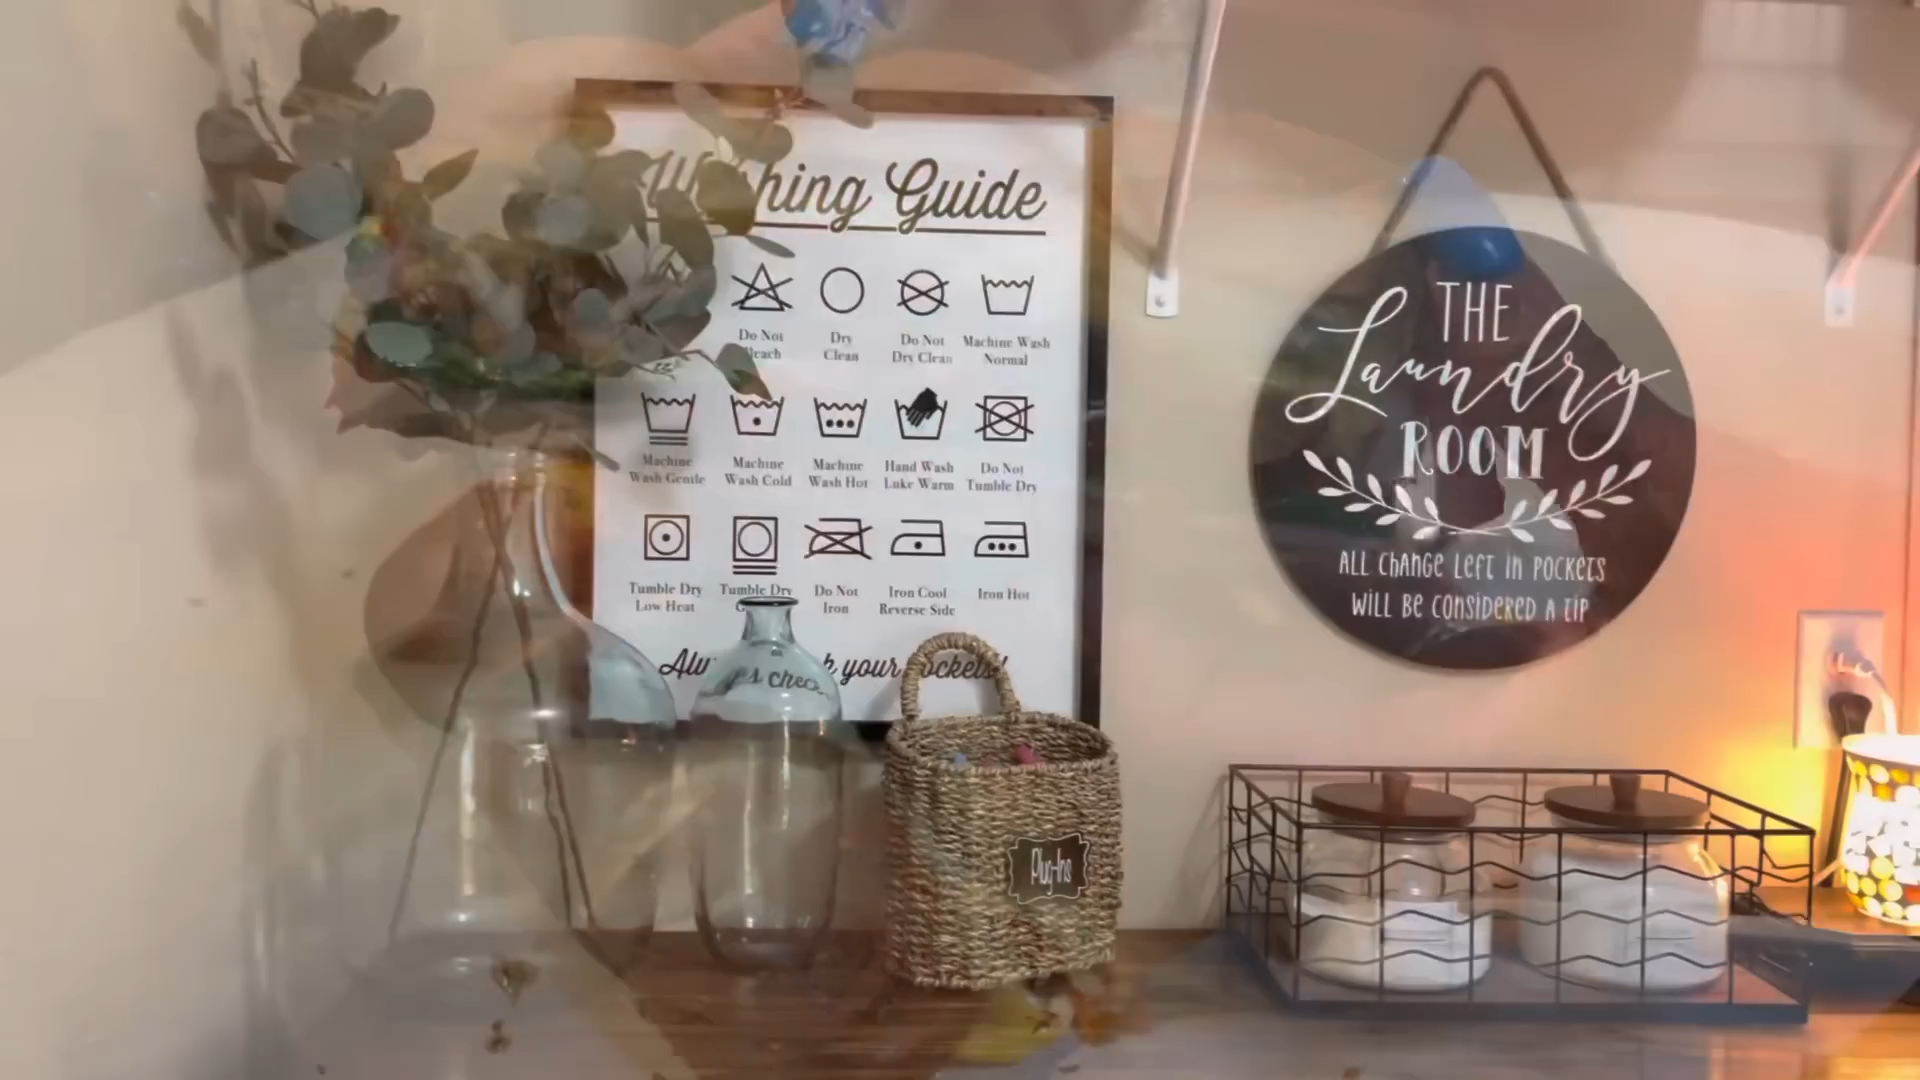 Washing Guide
Do Not
Dry
Do Not
Machine Wash
Clean
Dry Clean
Normal
Machine
Machine
Machine
Hand Wash
Do Not
Wash Gentle
Wash Cold
Wash Hot
Luke Warm
Tumble Dry
Tumble Dry
Tumble Dry
Do Not
Iron Cool
Iron Hot
Low Heat
Iron
Reverse Side
your
THE
Laundry
ROOM
ALL CHANGE LEFT IN POCKETS
WILL BE CONSIDERED A TIP
Plug-Ins